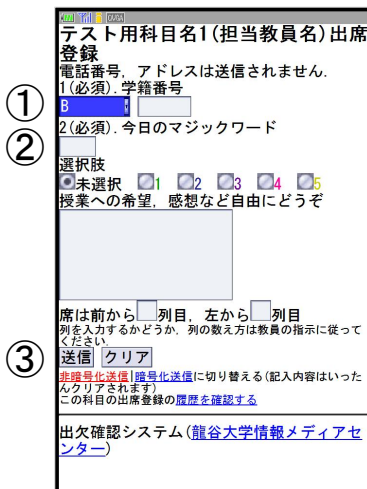 QVGA
テスト用科目名1(担当教員名)出席
登録
電話番号, アドレスは送信されません.
1(必須).学籍番号
①
B
2(必須).今日のマジックワード
②
選択肢
未選択 1 2 3 4 5
授業への希望, 感想など自由にどうぞ
席は前から 列目, 左から 列目
列を入力するかどうか, 列の数え方は教員の指示に従って
ください.
③
送信 クリア
非暗号化送信|暗号化送信に切り替える(記入内容はいった
んクリアされます)
この科目の出席登録の履歴を確認する
出欠確認システム(龍谷大学情報メディアセ
ンター)